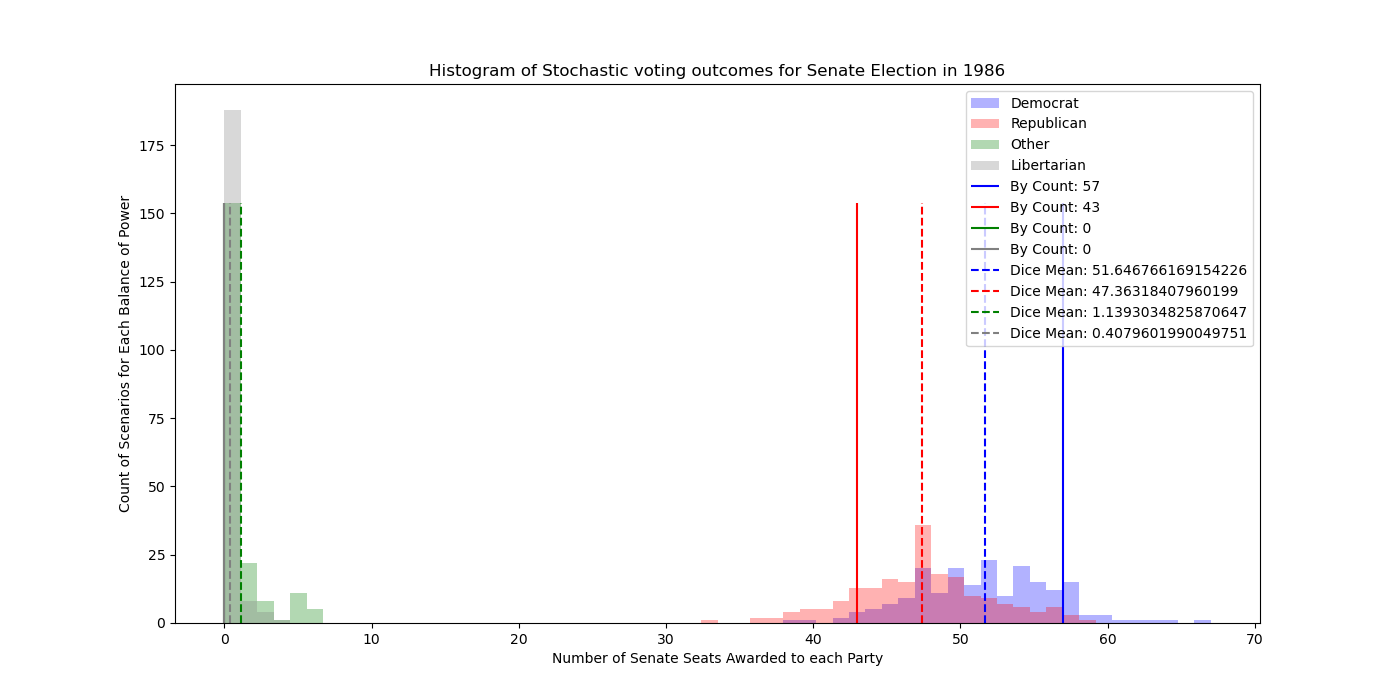 Histogram of Stochastic voting outcomes for Senate Election in 1986
Count of Scenarios for Each Balance of Power
175
150
125
100
75
50
25
0
Democrat
Republican
Other
Libertarian
By Count: 57
By Count: 43
By Count: 0
By Count: 0
Dice Mean: 51.646766169154226
Dice Mean: 47.36318407960199
Dice Mean: 1.1393034825870647
Dice Mean: 0.4079601990049751
0 10 20 30 40 50 60 70
Number of Senate Seats Awarded to each Party